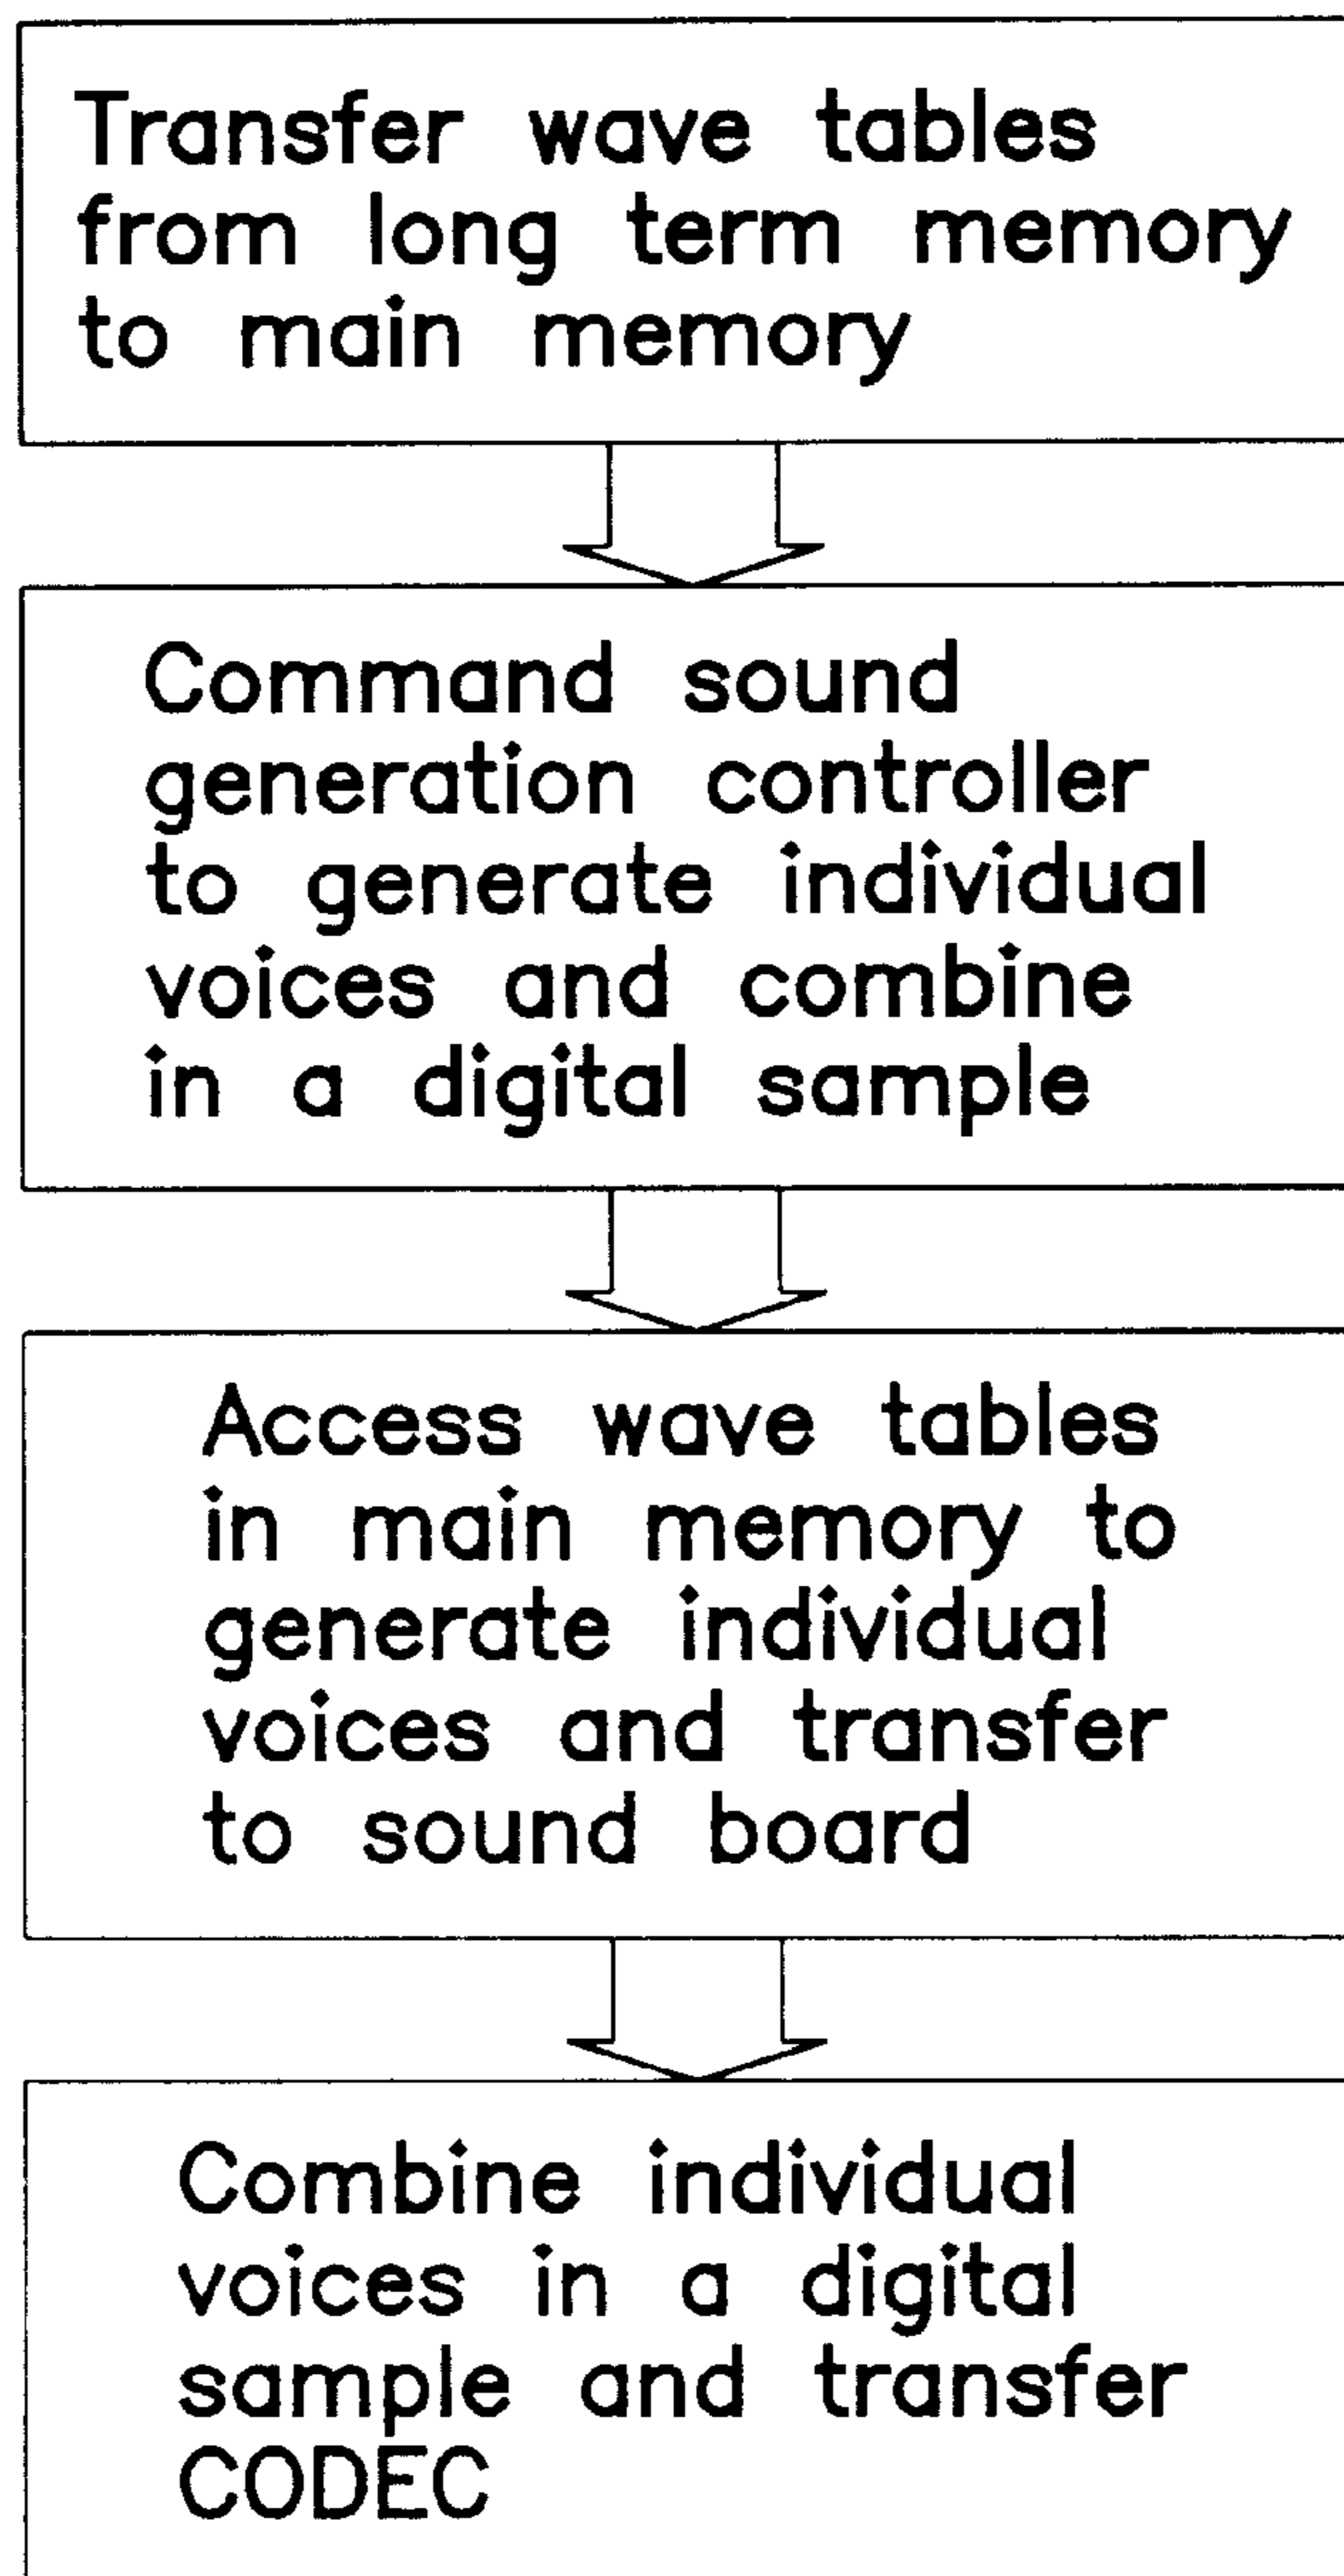 Transfer wave tables
from long term memory
to main memory
Command sound
generation controller
to generate individual
voices and combine
in a digital sample
Access wave tables
in main memory to
generate individual
voices and transfer
to sound board
Combine individual
voices in a digital
sample and transfer
CODEC